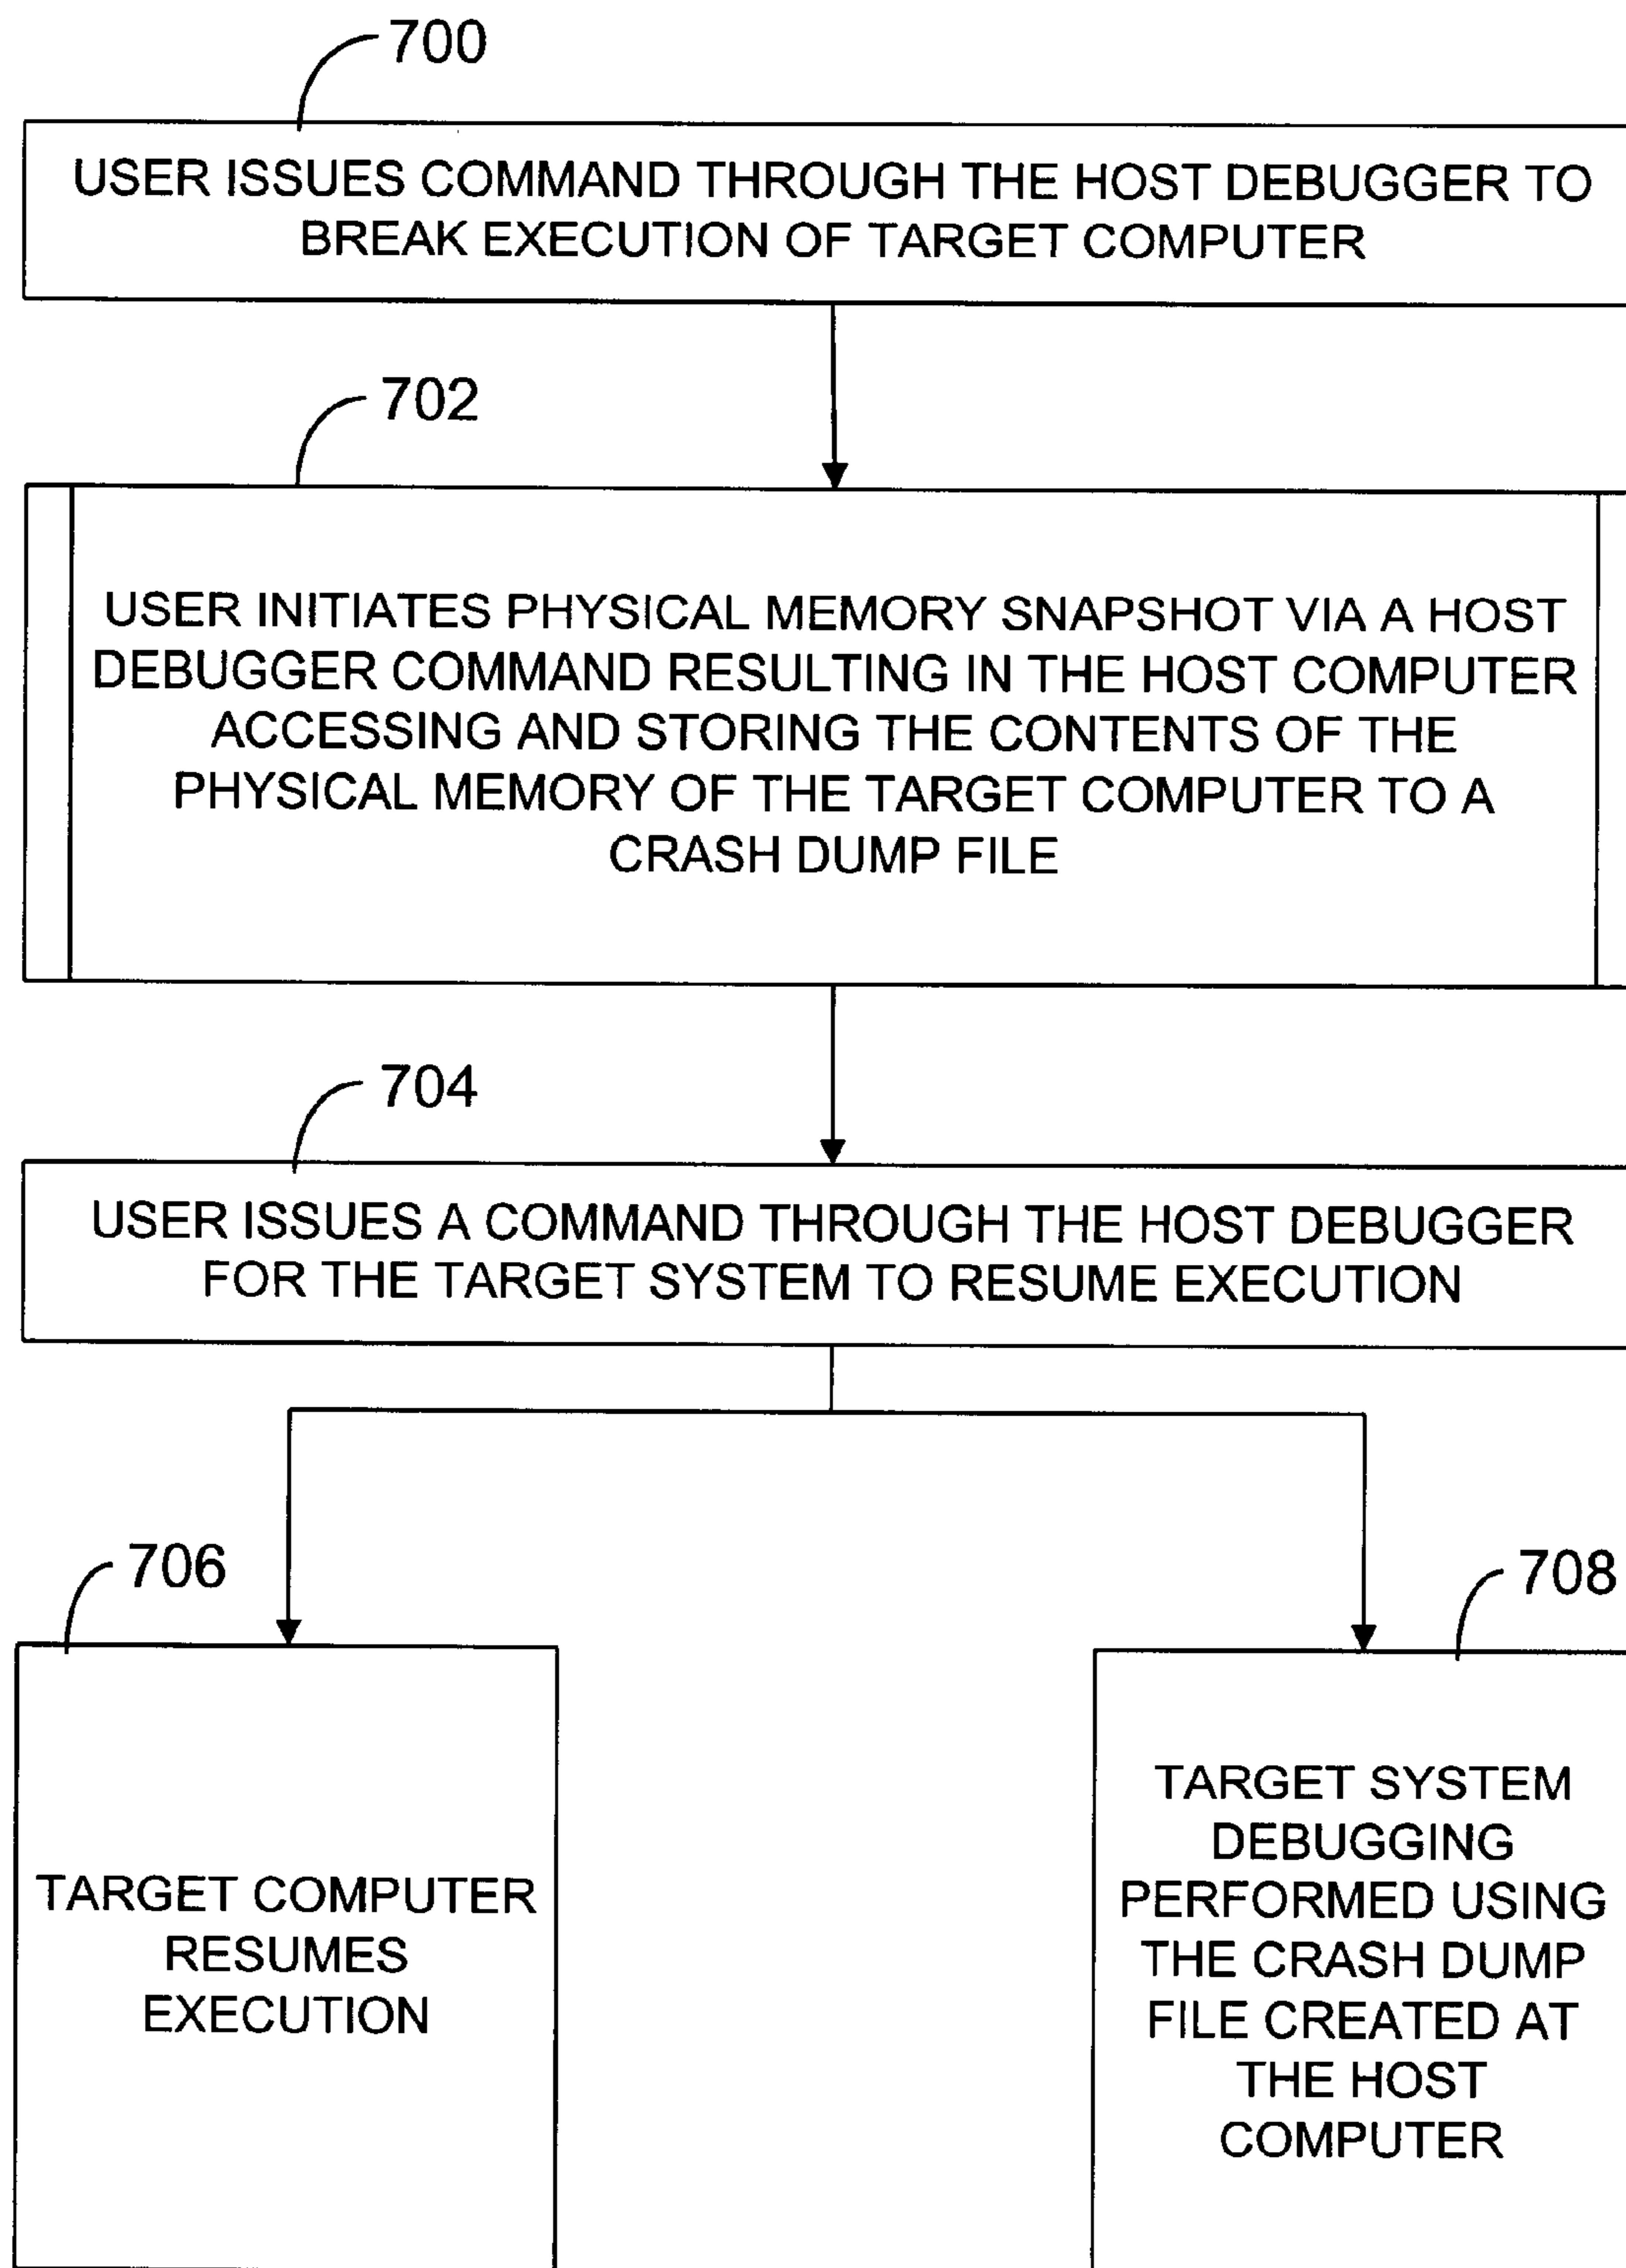 700
USER ISSUES COMMAND THROUGH THE HOST DEBUGGER TO
BREAK EXECUTION OF TARGET COMPUTER
702
USER INITIATES PHYSICAL MEMORY SNAPSHOT VIA A HOST
DEBUGGER COMMAND RESULTING IN THE HOST COMPUTER
ACCESSING AND STORING THE CONTENTS OF THE
PHYSICAL MEMORY OF THE TARGET COMPUTER TO A
CRASH DUMP FILE
704
USER ISSUES A COMMAND THROUGH THE HOST DEBUGGER
FOR THE TARGET SYSTEM TO RESUME EXECUTION
706
TARGET COMPUTER
RESUMES
EXECUTION
708
TARGET SYSTEM
DEBUGGING
PERFORMED USING
THE CRASH DUMP
FILE CREATED AT
THE HOST
COMPUTER